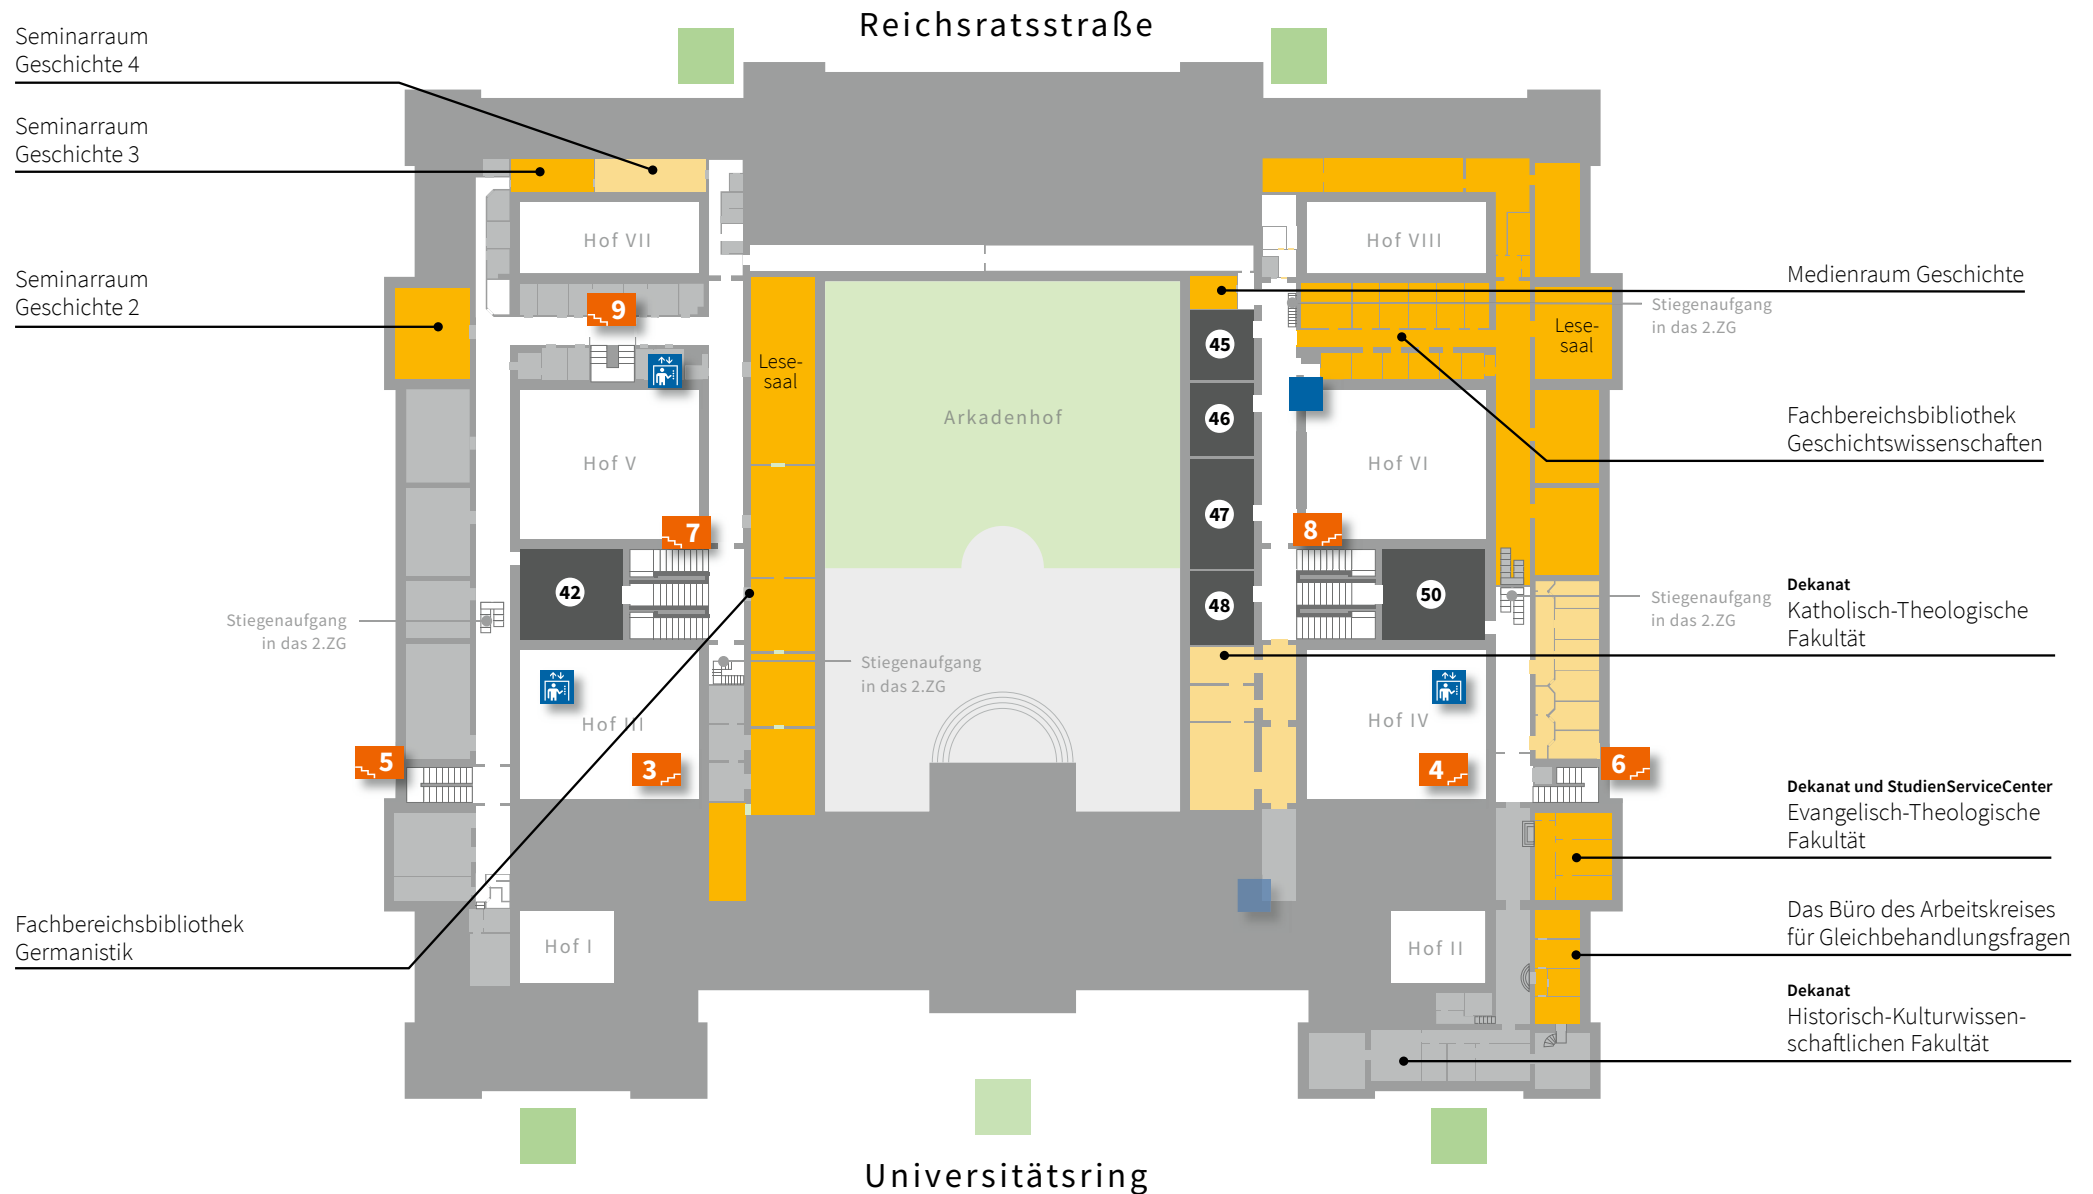 Reichsratsstraße
Seminarraum
Geschichte 4
Seminarraum
Geschichte 3
Seminarraum
Geschichte 2
Hof VII
Hof VIII
Medienraum Geschichte
Stiegenaufgang
in das 2.ZG
9
Lese-
saal
45
Lese-
saal
46
Arkadenhof
Fachbereichsbibliothek
Geschichtswissenschaften
Hof V
Hof VI
47
7
8
42
48
50
Stiegenaufgang
in das 2.ZG
Stiegenaufgang
in das 2.ZG
Dekanat
Katholisch-Theologische
Fakultät
Stiegenaufgang
in das 2.ZG
Hof III
Hof IV
5
3
4
6
Dekanat und StudienServiceCenter
Evangelisch-Theologische
Fakultät
Fachbereichsbibliothek
Germanistik
Hof I
Hof II
Das Büro des Arbeitskreises
für Gleichbehandlungsfragen
Dekanat
Historisch-Kulturwissen-
schaftlichen Fakultät
Universitätsring